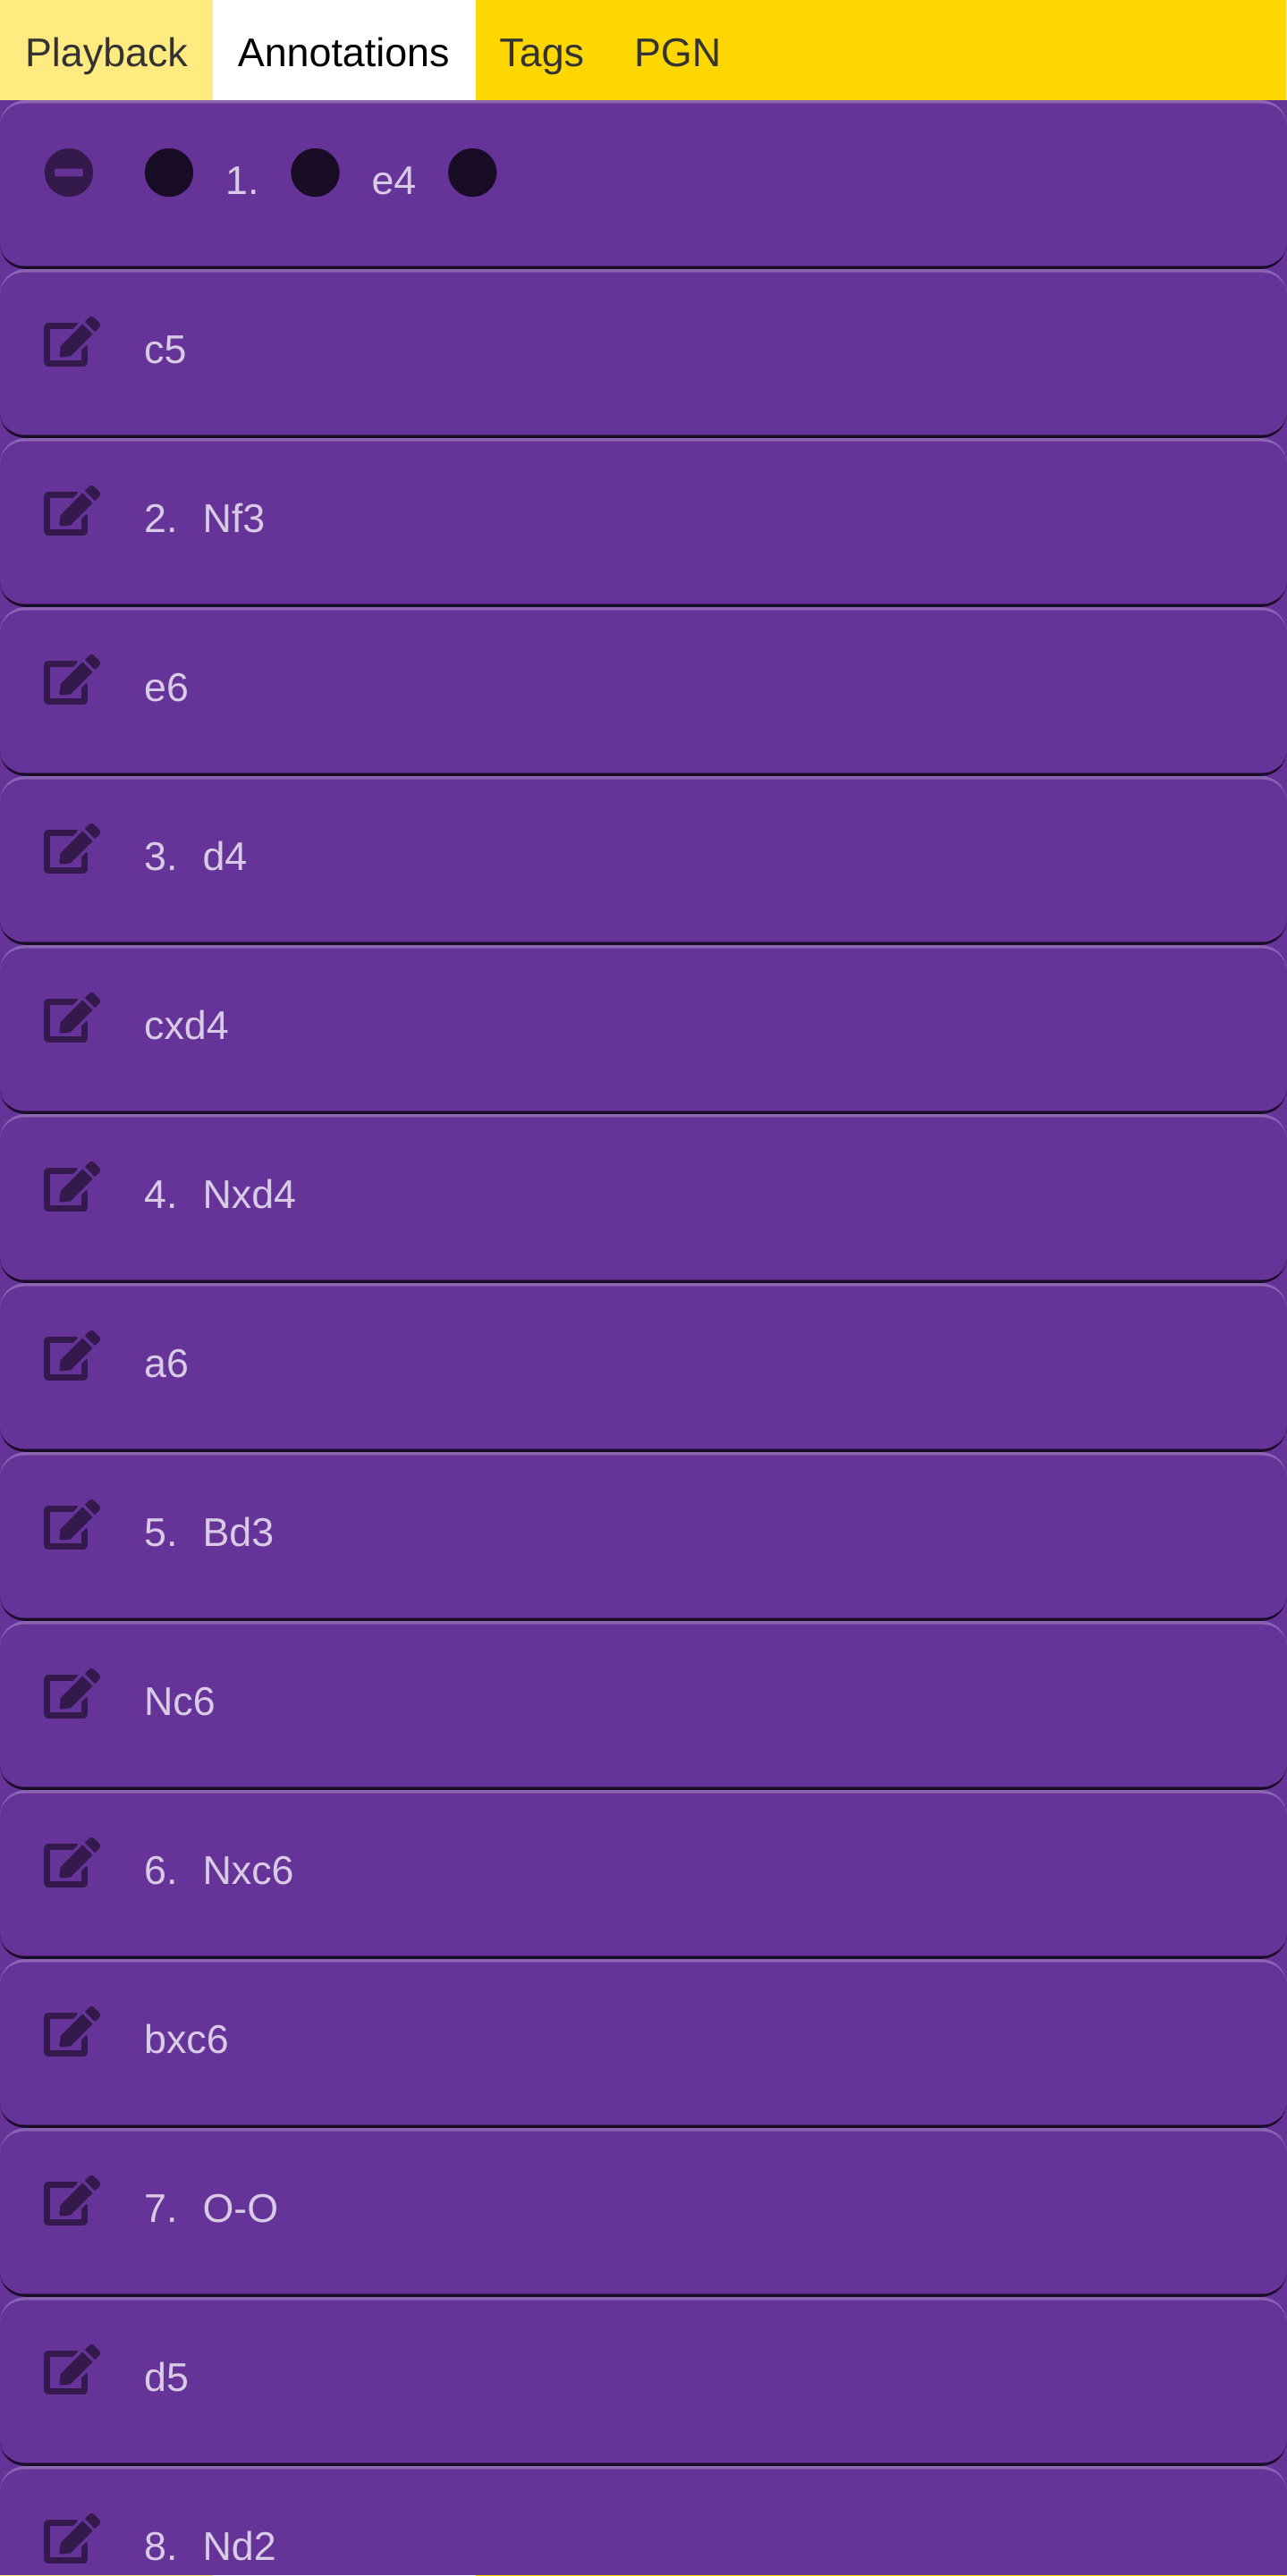 Playback Annotations Tags PGN
1. e4
c5
2. Nf3
e6
3. d4
cxd4
4. Nxd4
a6
5. Bd3
Nc6
6. Nxc6
bxc6
7. O-O
d5
8. Nd2